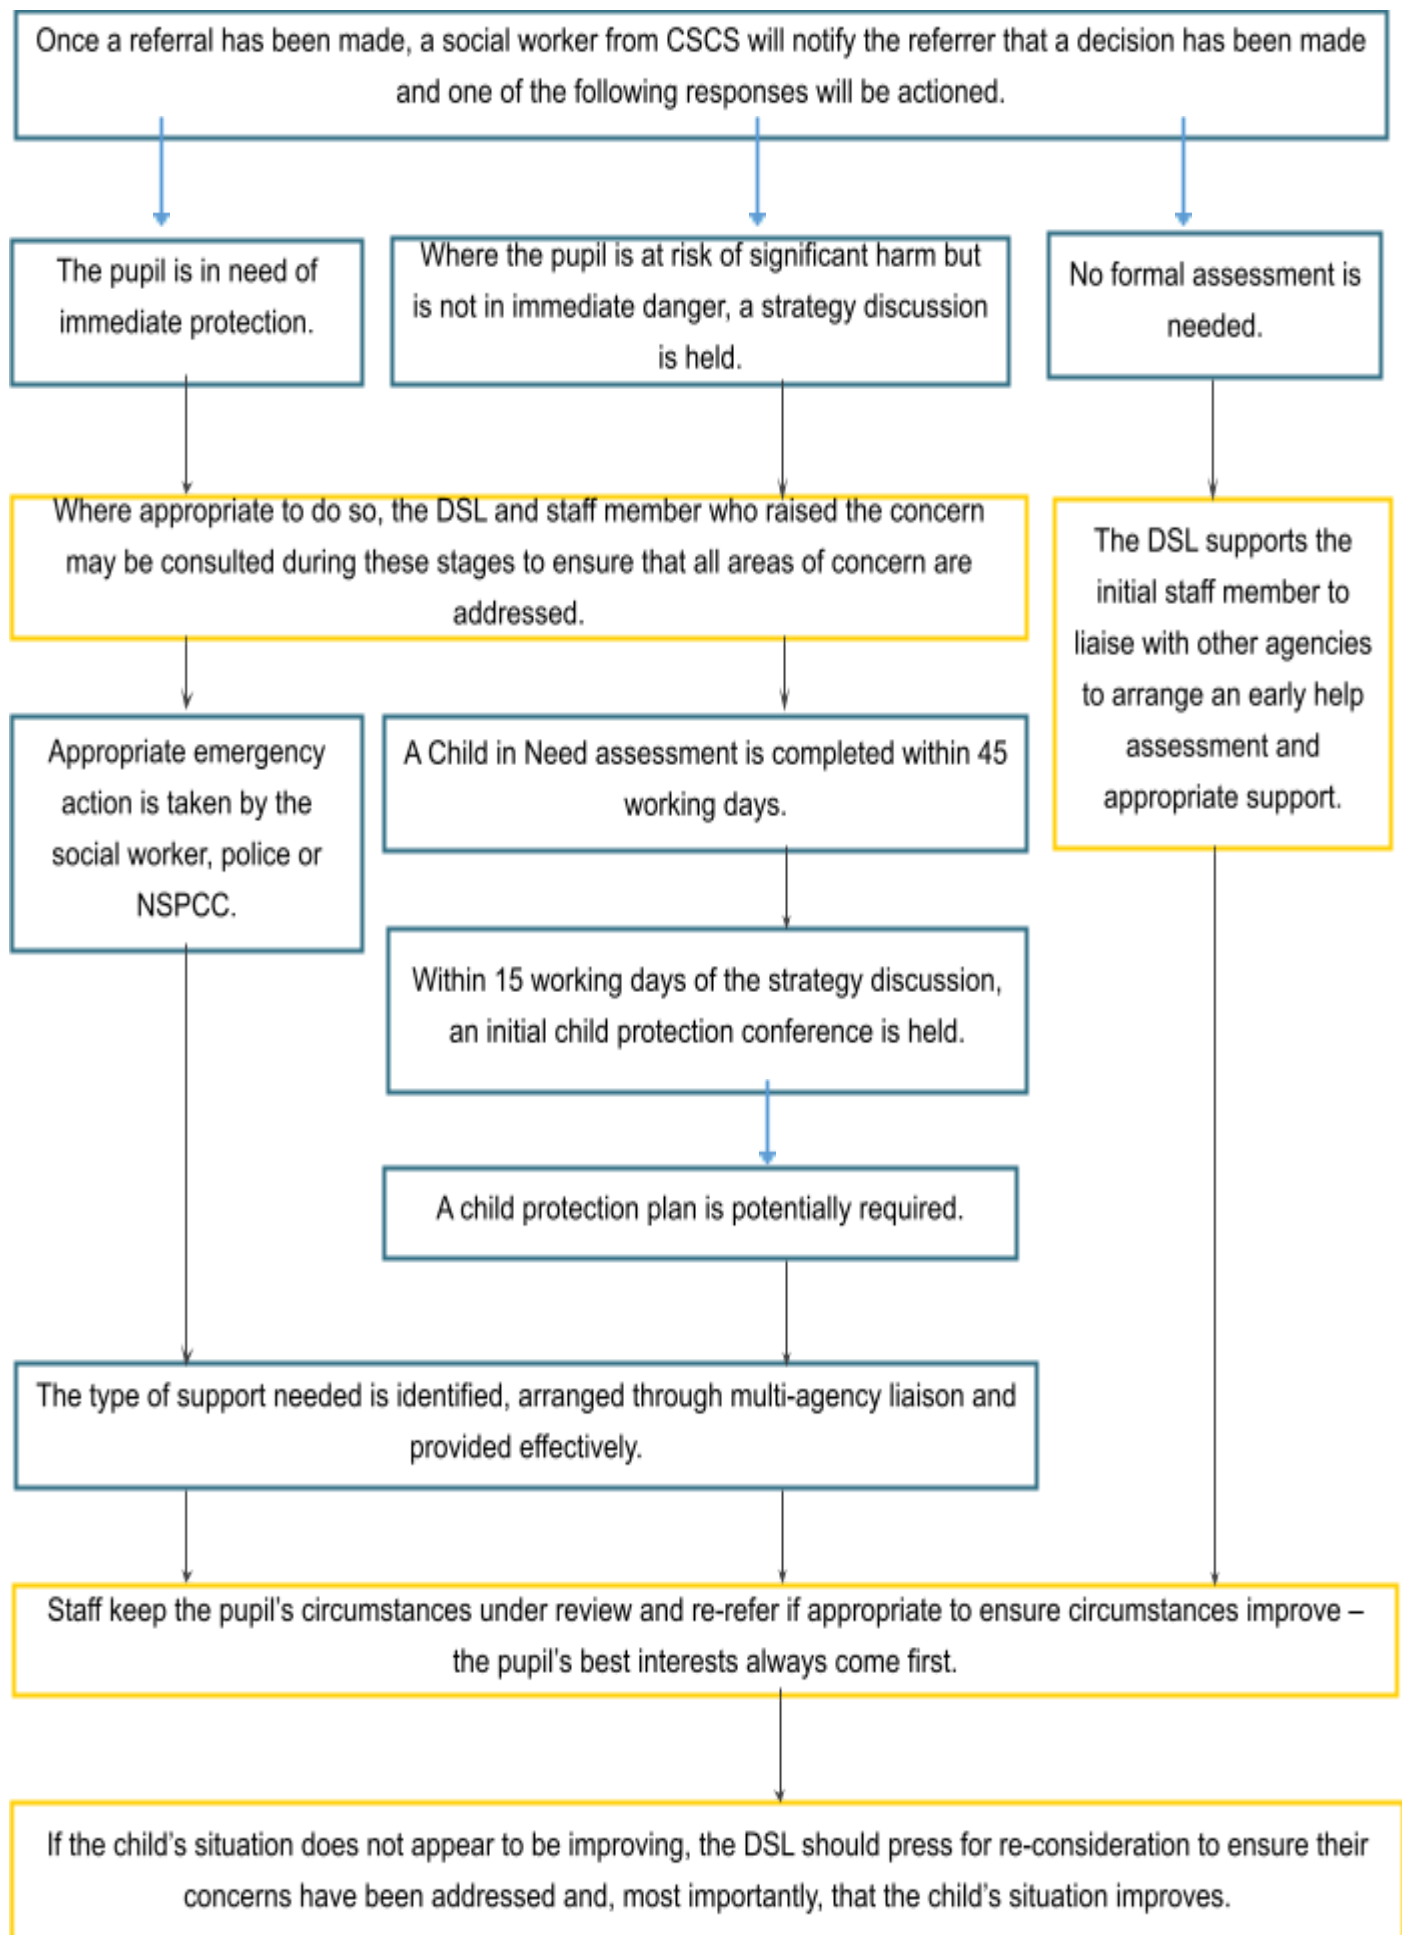 Once a referral has been made, a social worker from CSCS will notify the referrer that a decision has been made
and one of the following responses will be actioned.
The pupil is in need of
immediate protection.
Where the pupil is at risk of significant harm but
is not in immediate danger, a strategy discussion
is held.
No formal assessment is
needed.
Where appropriate to do so, the DSL and staff member who raised the concern
may be consulted during these stages to ensure that all areas of concern are
addressed.
The DSL supports the
initial staff member to
liaise with other agencies
to arrange an early help
assessment and
appropriate support.
Appropriate emergency
action is taken by the
social worker, police or
NSPCC.
A Child in Need assessment is completed within 45
working days.
Within 15 working days of the strategy discussion,
an initial child protection conference is held.
A child protection plan is potentially required.
The type of support needed is identified, arranged through multi-agency liaison and
provided effectively.
Staff keep the pupil’s circumstances under review and re-refer if appropriate to ensure circumstances improve –
the pupil’s best interests always come first.
If the child’s situation does not appear to be improving, the DSL should press for re-consideration to ensure their
concerns have been addressed and, most importantly, that the child’s situation improves.